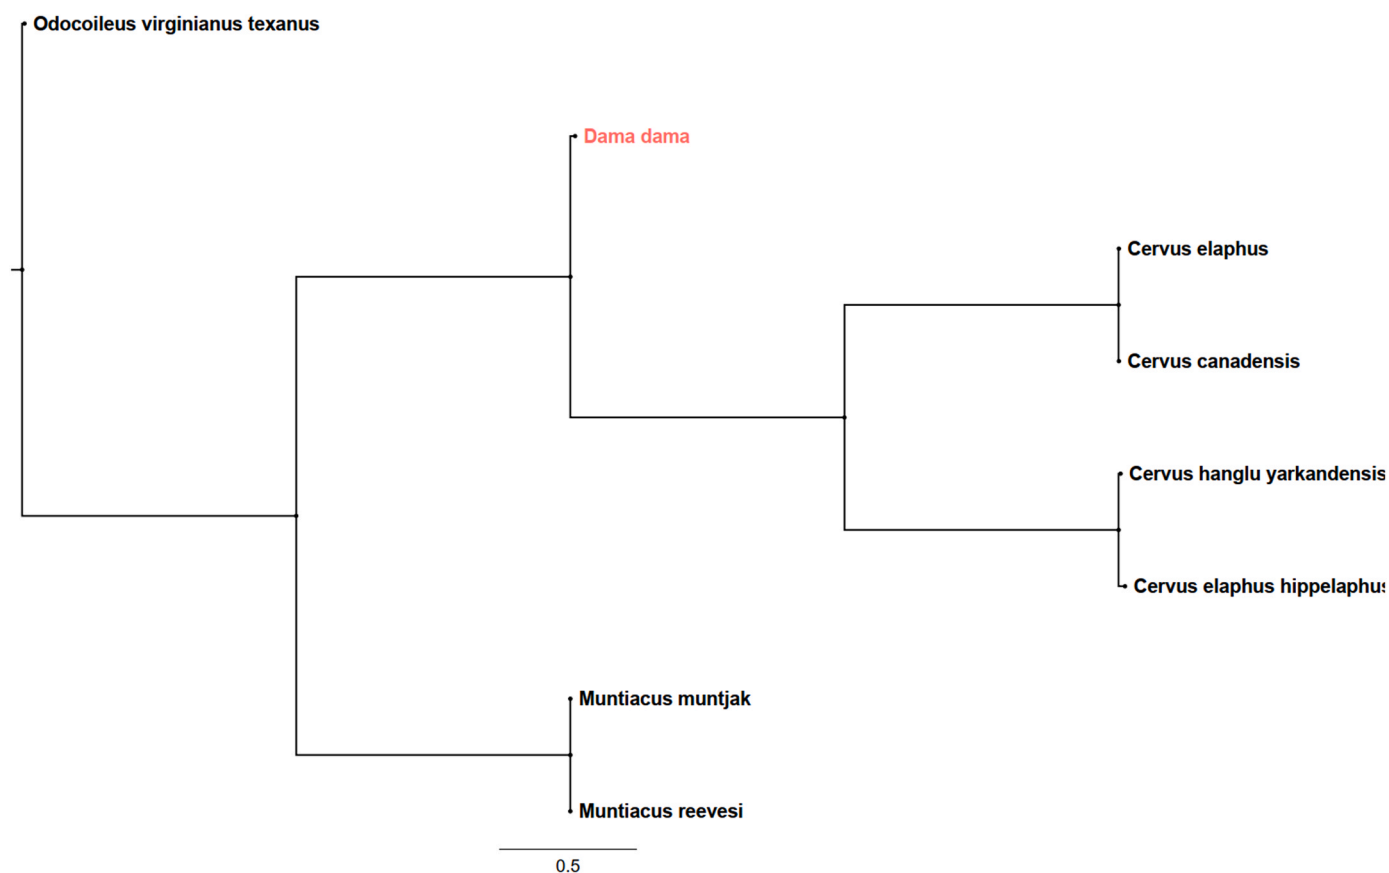 Odocoileus virginianus texanus
Dama dama
Cervus elaphus
Cervus canadensis
Cervus hanglu yarkandensis
Cervus elaphus hippelaphus
Muntiacus muntjak
Muntiacus reevesi
0.5